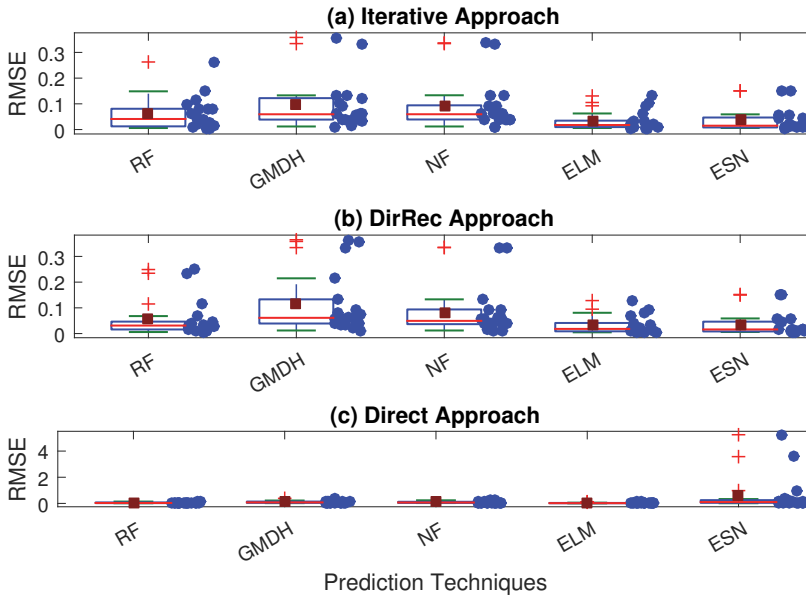 (a) Iterative Approach
RMSE
0.3
0.2
0.1
0
RF GMDH NF ELM ESN
(b) DirRec Approach
RMSE
0.3
0.2
0.1
0
RF GMDH NF ELM ESN
(c) Direct Approach
RMSE
4
2
0
RF GMDH NF ELM ESN
Prediction Techniques